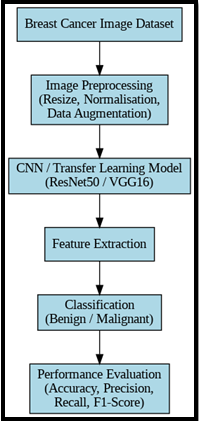 Breast Cancer Image Dataset
Image Preprocessing
(Resize, Normalisation,
Data Augmentation)
CNN / Transfer Learning Model
(ResNet50 / VGG16)
Feature Extraction
Classification
(Benign / Malignant)
Performance Evaluation
(Accuracy, Precision,
Recall, F1-Score)